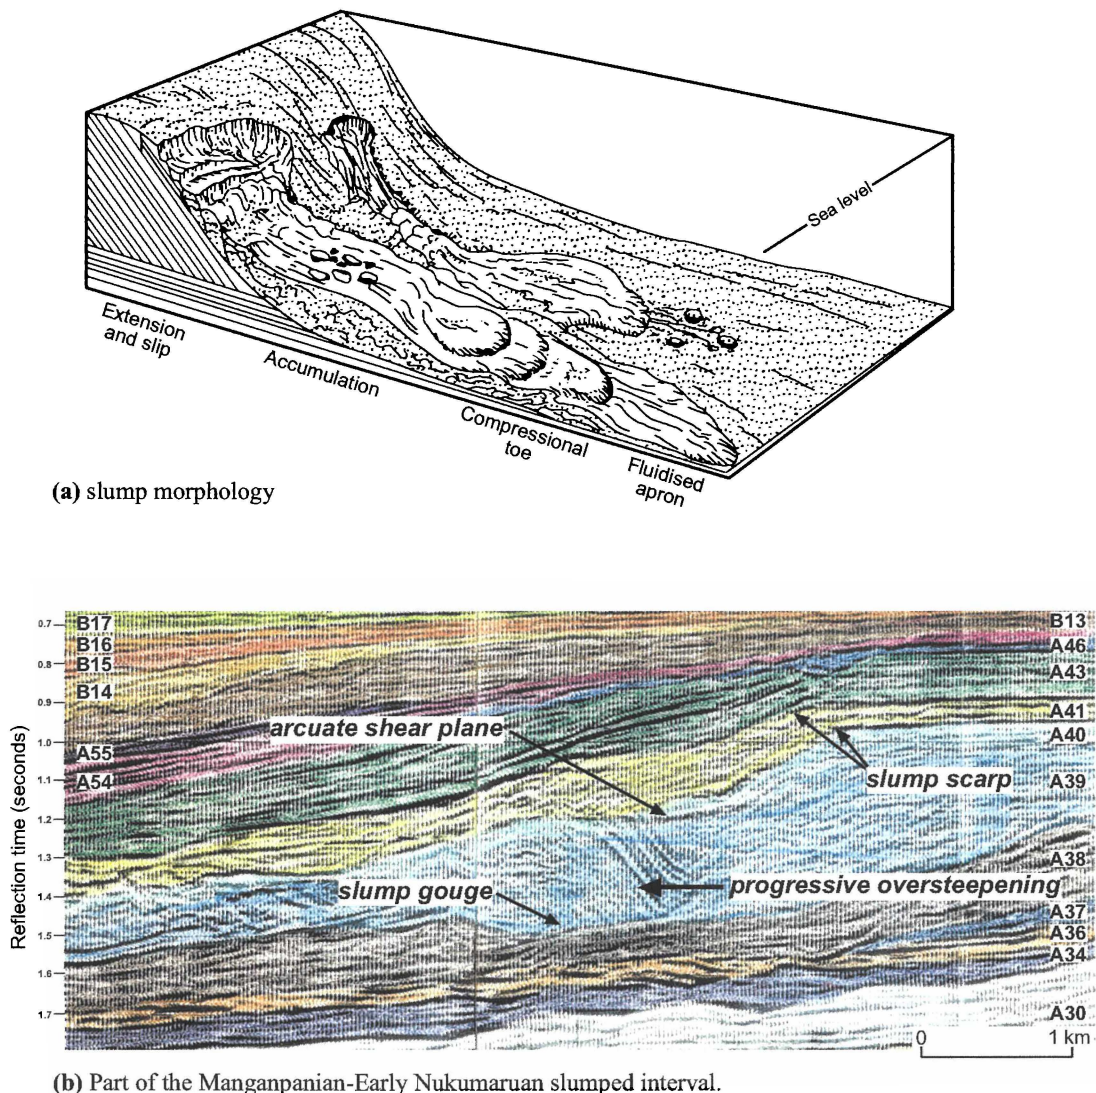 Sea level
Extension
and slip
Accumulation
Compressional
toe
Fluidised
apron
(a) slump morphology
Reflection time (seconds)
0.7
0.8
0.9
1.0
1.1
1.2
1.3
1.4
1.5
1.6
1.7
B17
B16
B15
B14
A55
A54
B13
A46
A43
A41
A40
A39
A38
A37
A36
A34
A30
arcuate shear plane
slump scarp
slump gouge
progressive oversteepening
0 1 km
(b) Part of the Manganpanian-Early Nukumaruan slumped interval.